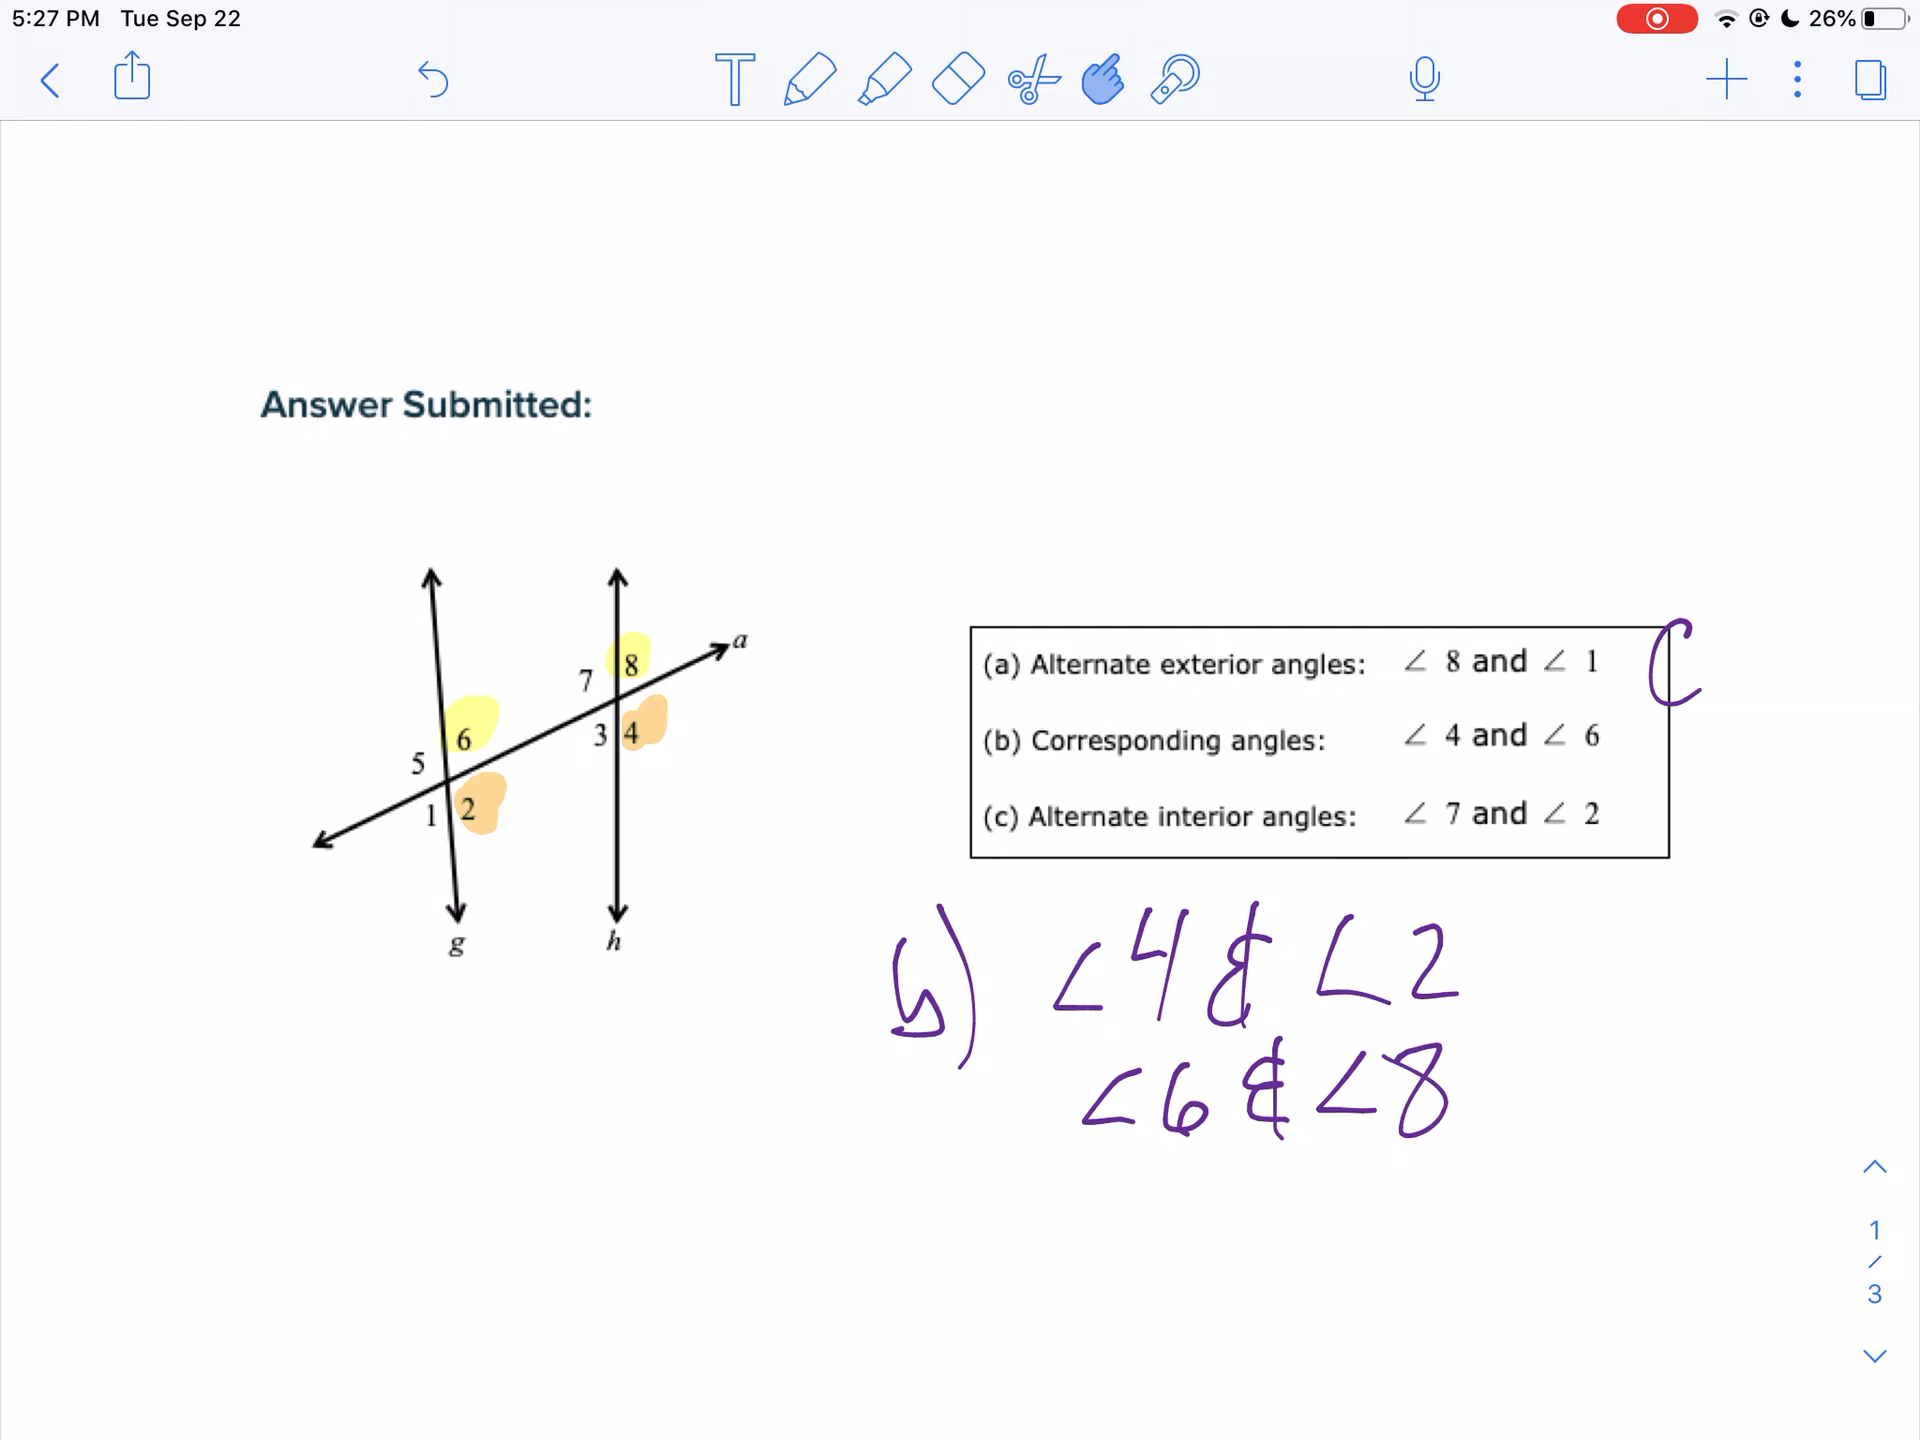 5:27 PM Tue Sep 22
26%
T
Answer Submitted:
a
7 8
3 4
5 6
1 2
g h
(a) Alternate exterior angles: ∠ 8 and ∠ 1 C
(b) Corresponding angles: ∠ 4 and ∠ 6
(c) Alternate interior angles: ∠ 7 and ∠ 2
b) ∠4 & ∠2
∠6 & ∠8
1
/
3